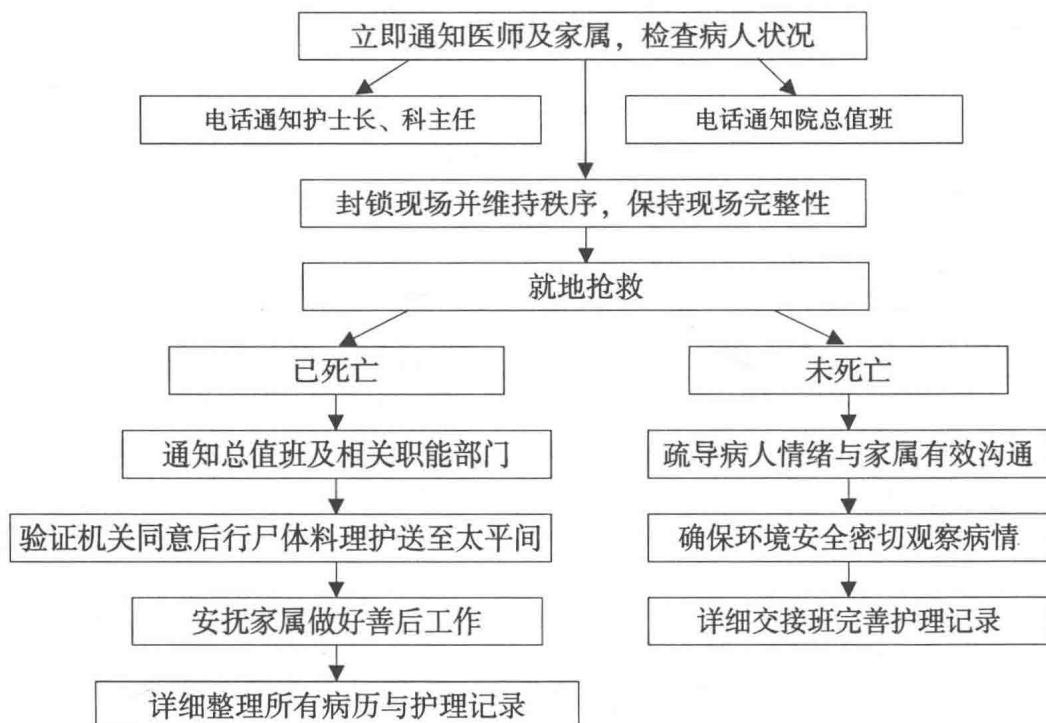 立即通知医师及家属，检查病人状况
电话通知护士长、科主任
电话通知院总值班
封锁现场并维持秩序，保持现场完整性
就地抢救
已死亡
未死亡
通知总值班及相关职能部门
疏导病人情绪与家属有效沟通
验证机关同意后行尸体料理护送至太平间
确保环境安全密切观察病情
安抚家属做好善后工作
详细交接班完善护理记录
详细整理所有病历与护理记录